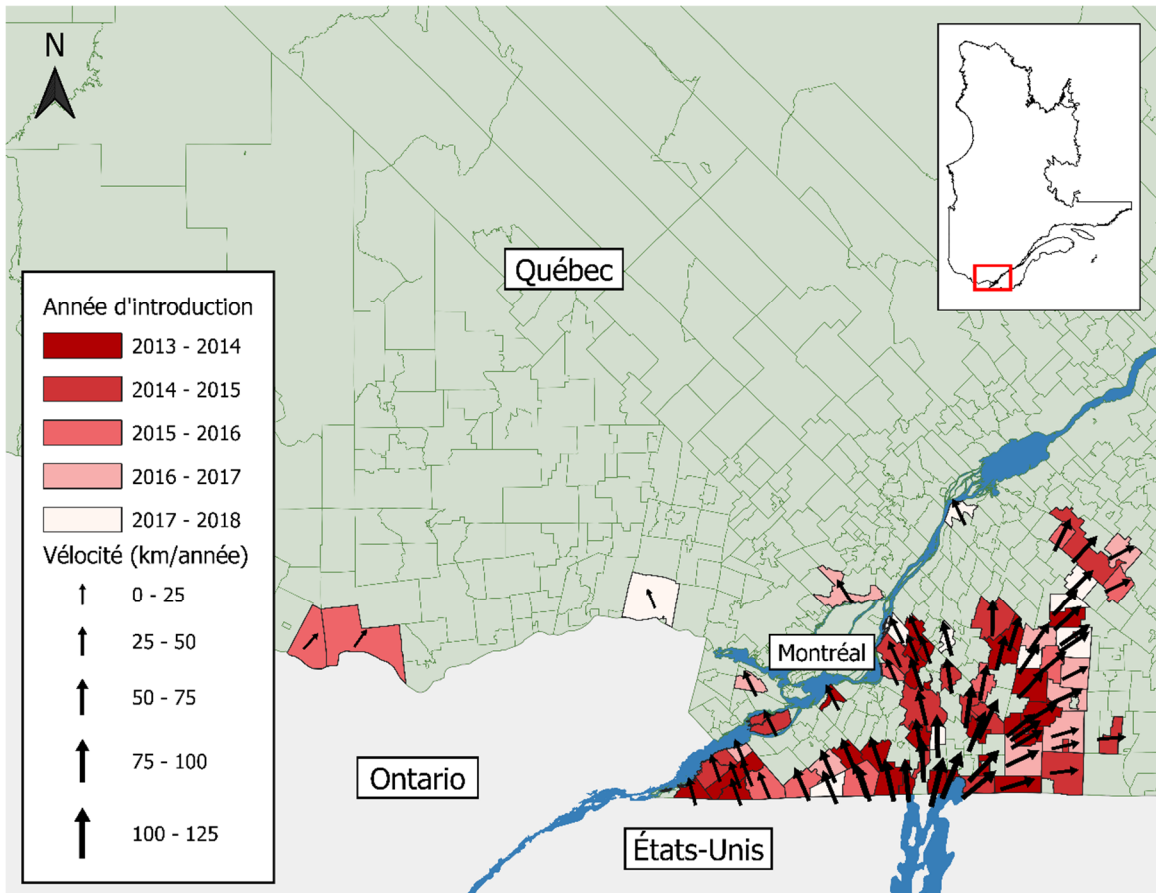 N
Québec
Année d'introduction
2013 - 2014
2014 - 2015
2015 - 2016
2016 - 2017
2017 - 2018
Vélocité (km/année)
0 - 25
25 - 50
50 - 75
75 - 100
100 - 125
Montréal
Ontario
États-Unis